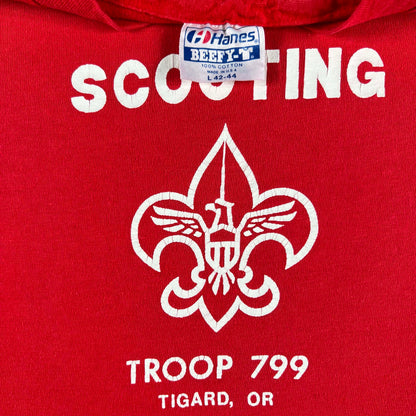 Hanes
BEEFY-"T"
100% COTTON
MADE IN U.S.A
L 42-44
SCOUTING
TROOP 799
TIGARD, OR